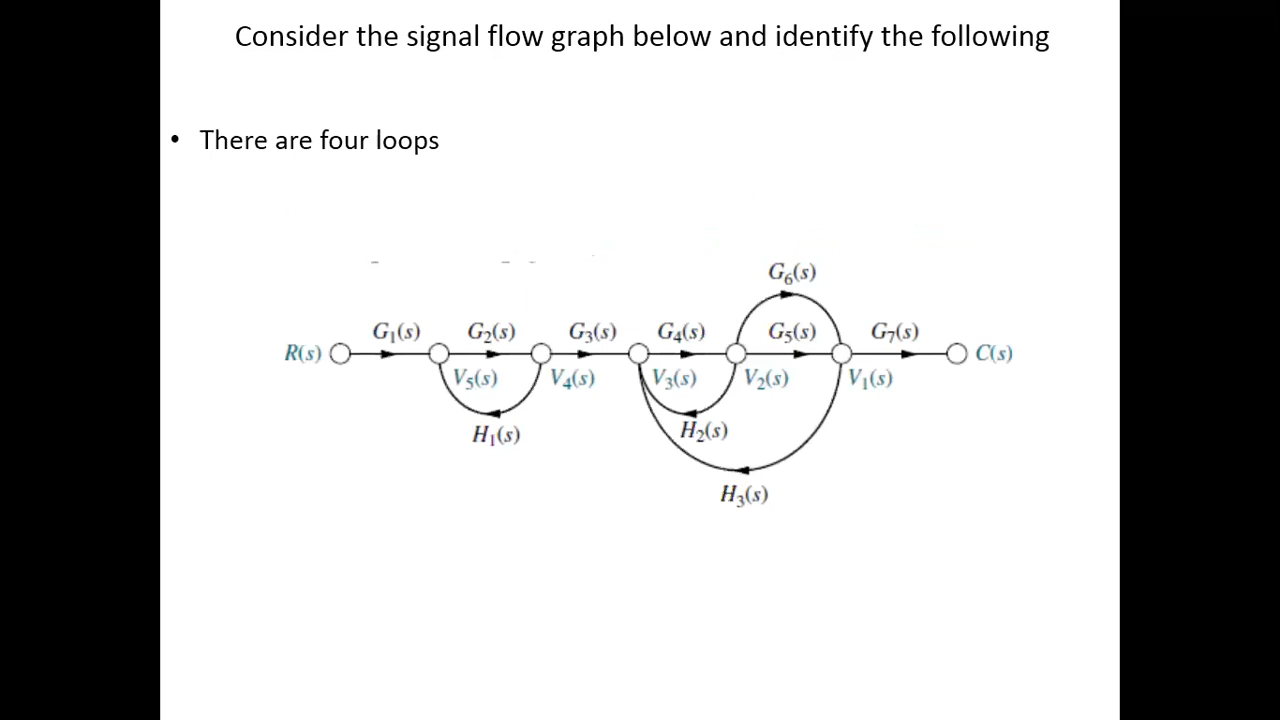 Consider the signal flow graph below and identify the following
• There are four loops
G₆(s)
G₁(s) G₂(s) G₃(s) G₄(s) G₅(s) G₇(s)
R(s) C(s)
V₅(s) V₄(s) V₃(s) V₂(s) V₁(s)
H₁(s) H₂(s)
H₃(s)